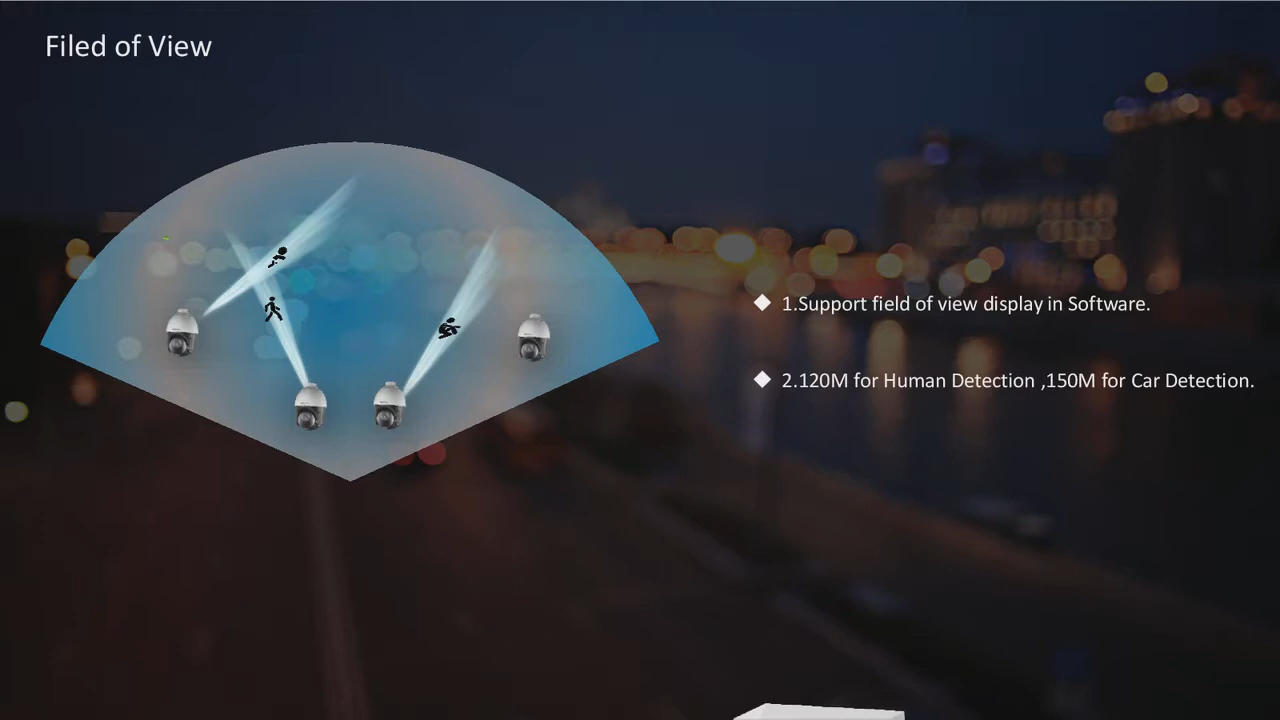 Filed of View
1.Support field of view display in Software.
2.120M for Human Detection ,150M for Car Detection.